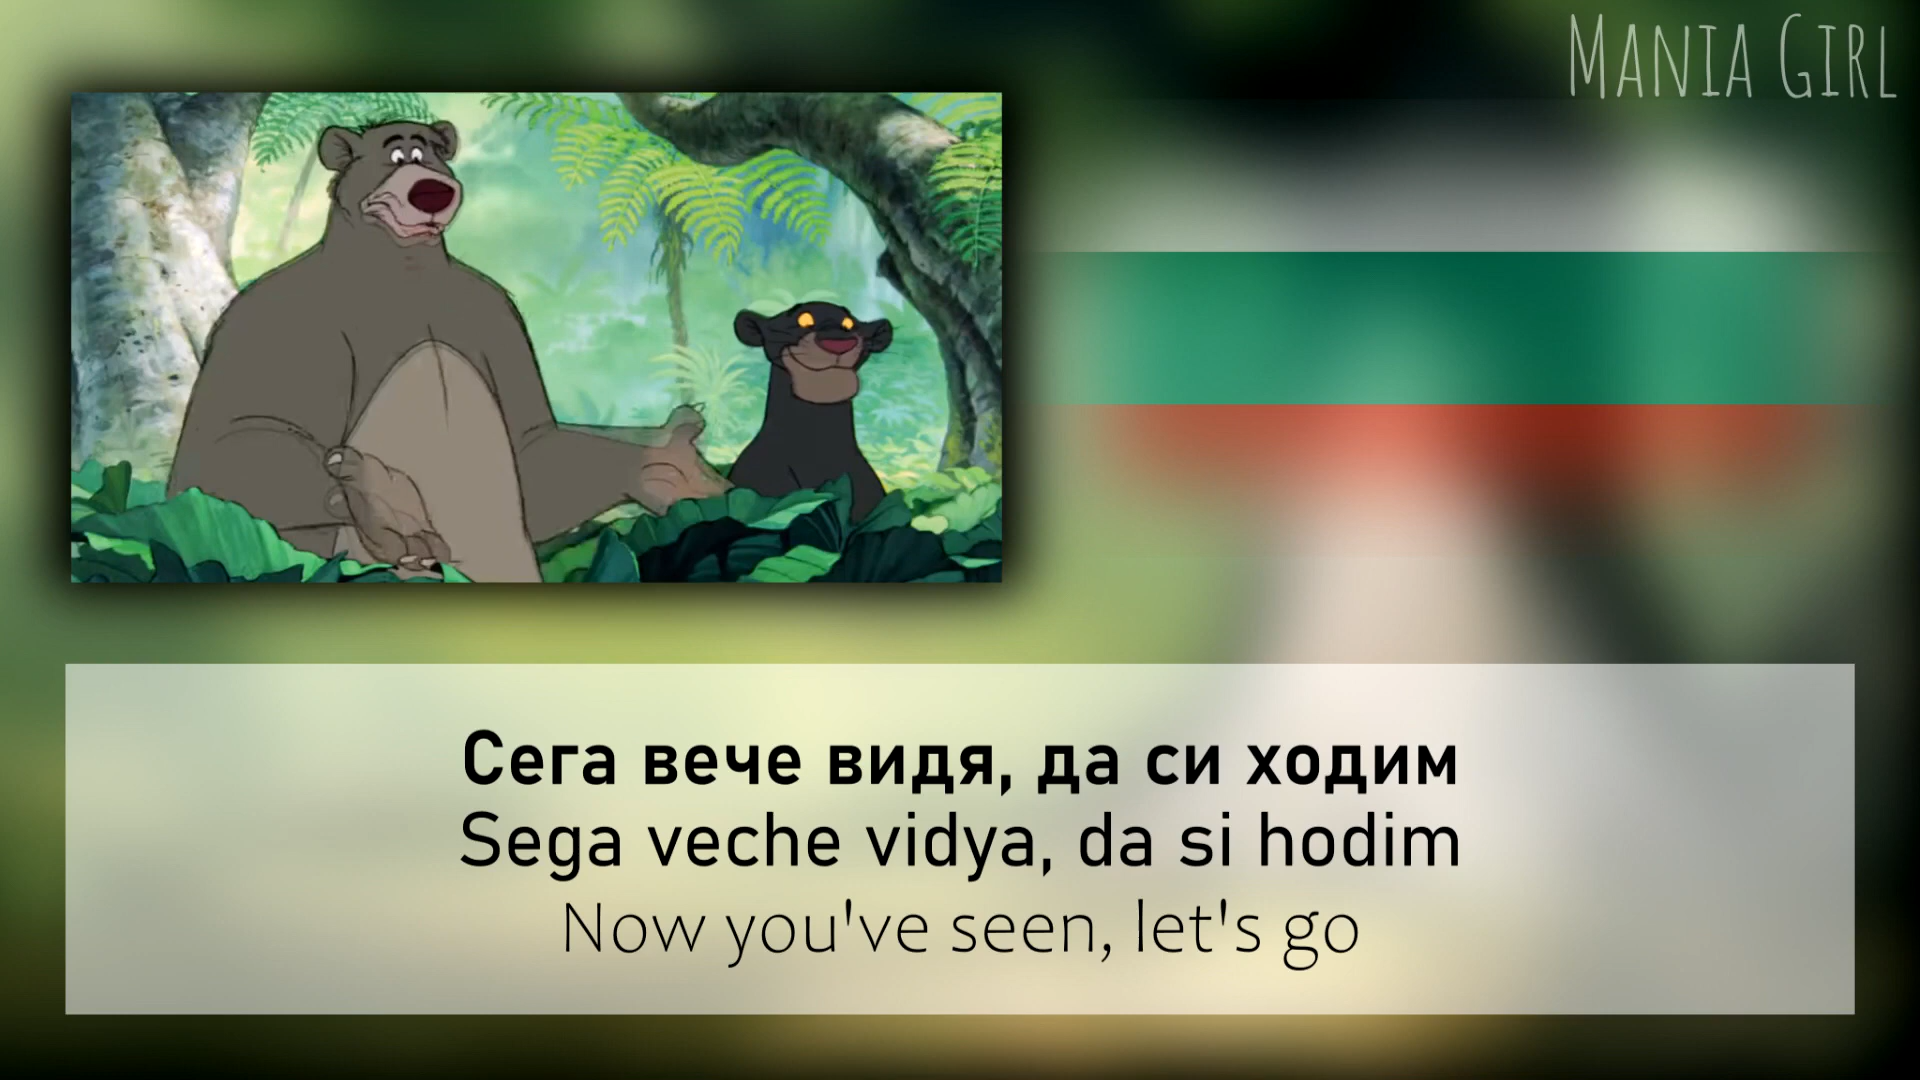 Mania Girl
Сега вече видя, да си ходим
Sega veche vidya, da si hodim
Now you've seen, let's go